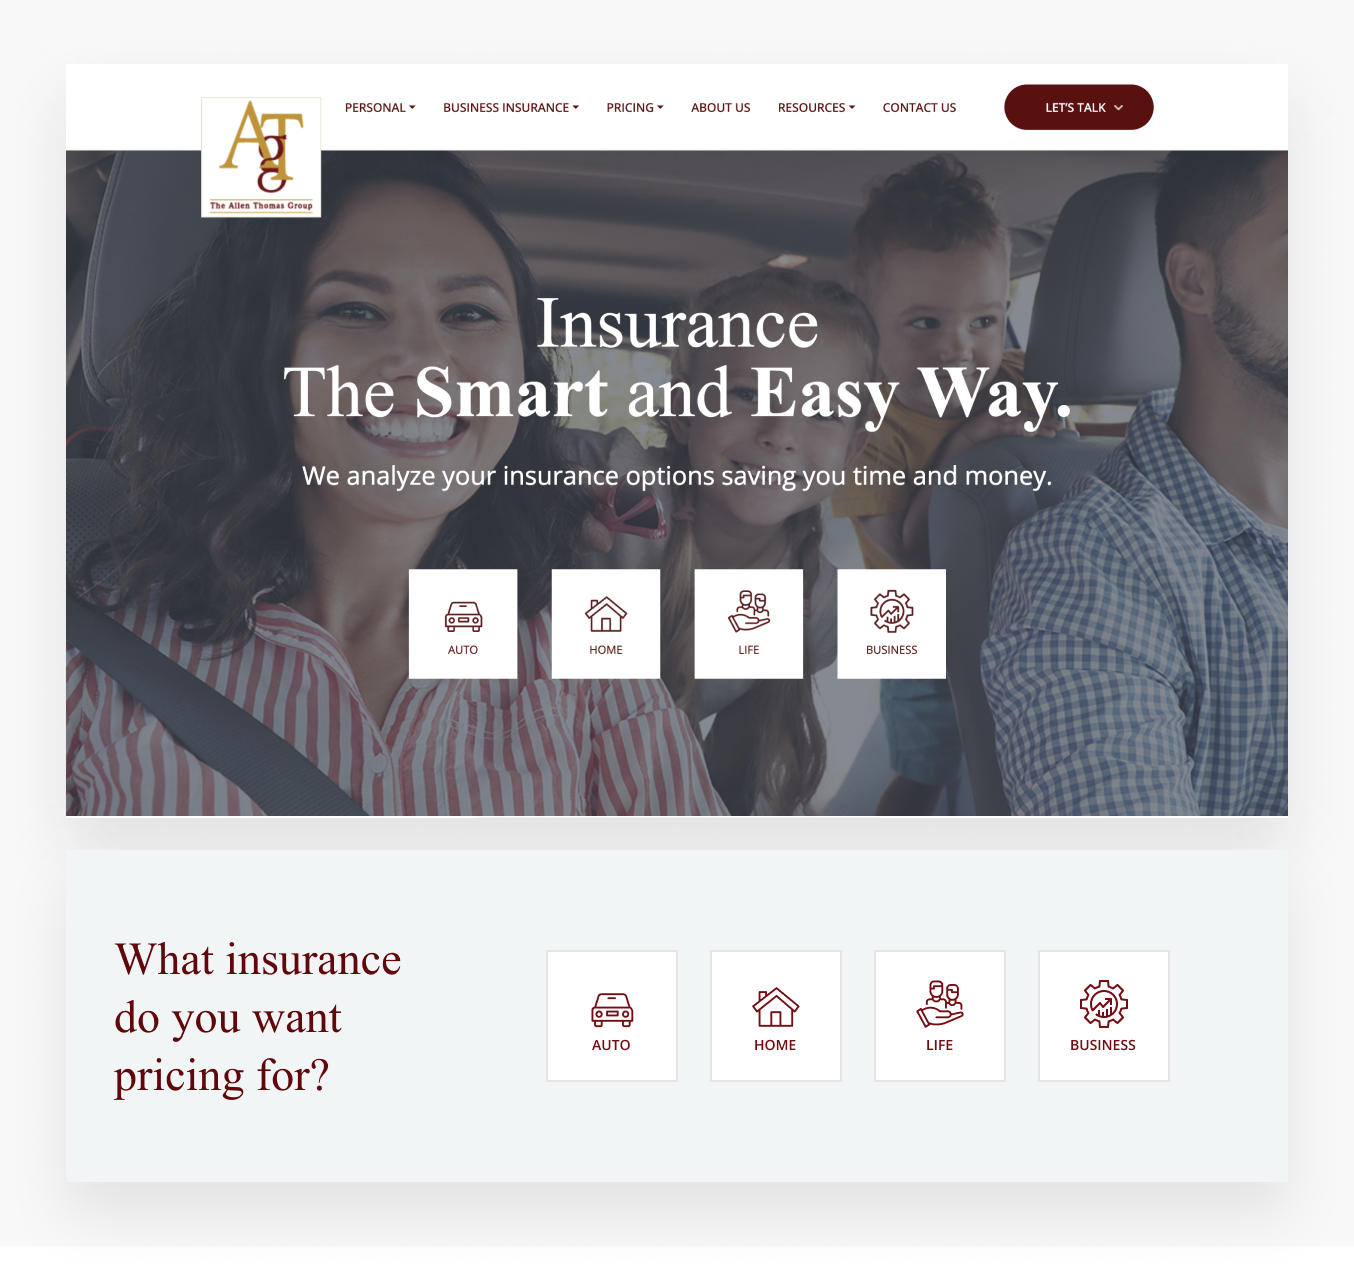 ATg
The Allen Thomas Group
PERSONAL
BUSINESS INSURANCE
PRICING
ABOUT US
RESOURCES
CONTACT US
LET'S TALK
Insurance
The Smart and Easy Way.
We analyze your insurance options saving you time and money.
AUTO
HOME
LIFE
BUSINESS
What insurance
do you want
pricing for?
AUTO
HOME
LIFE
BUSINESS